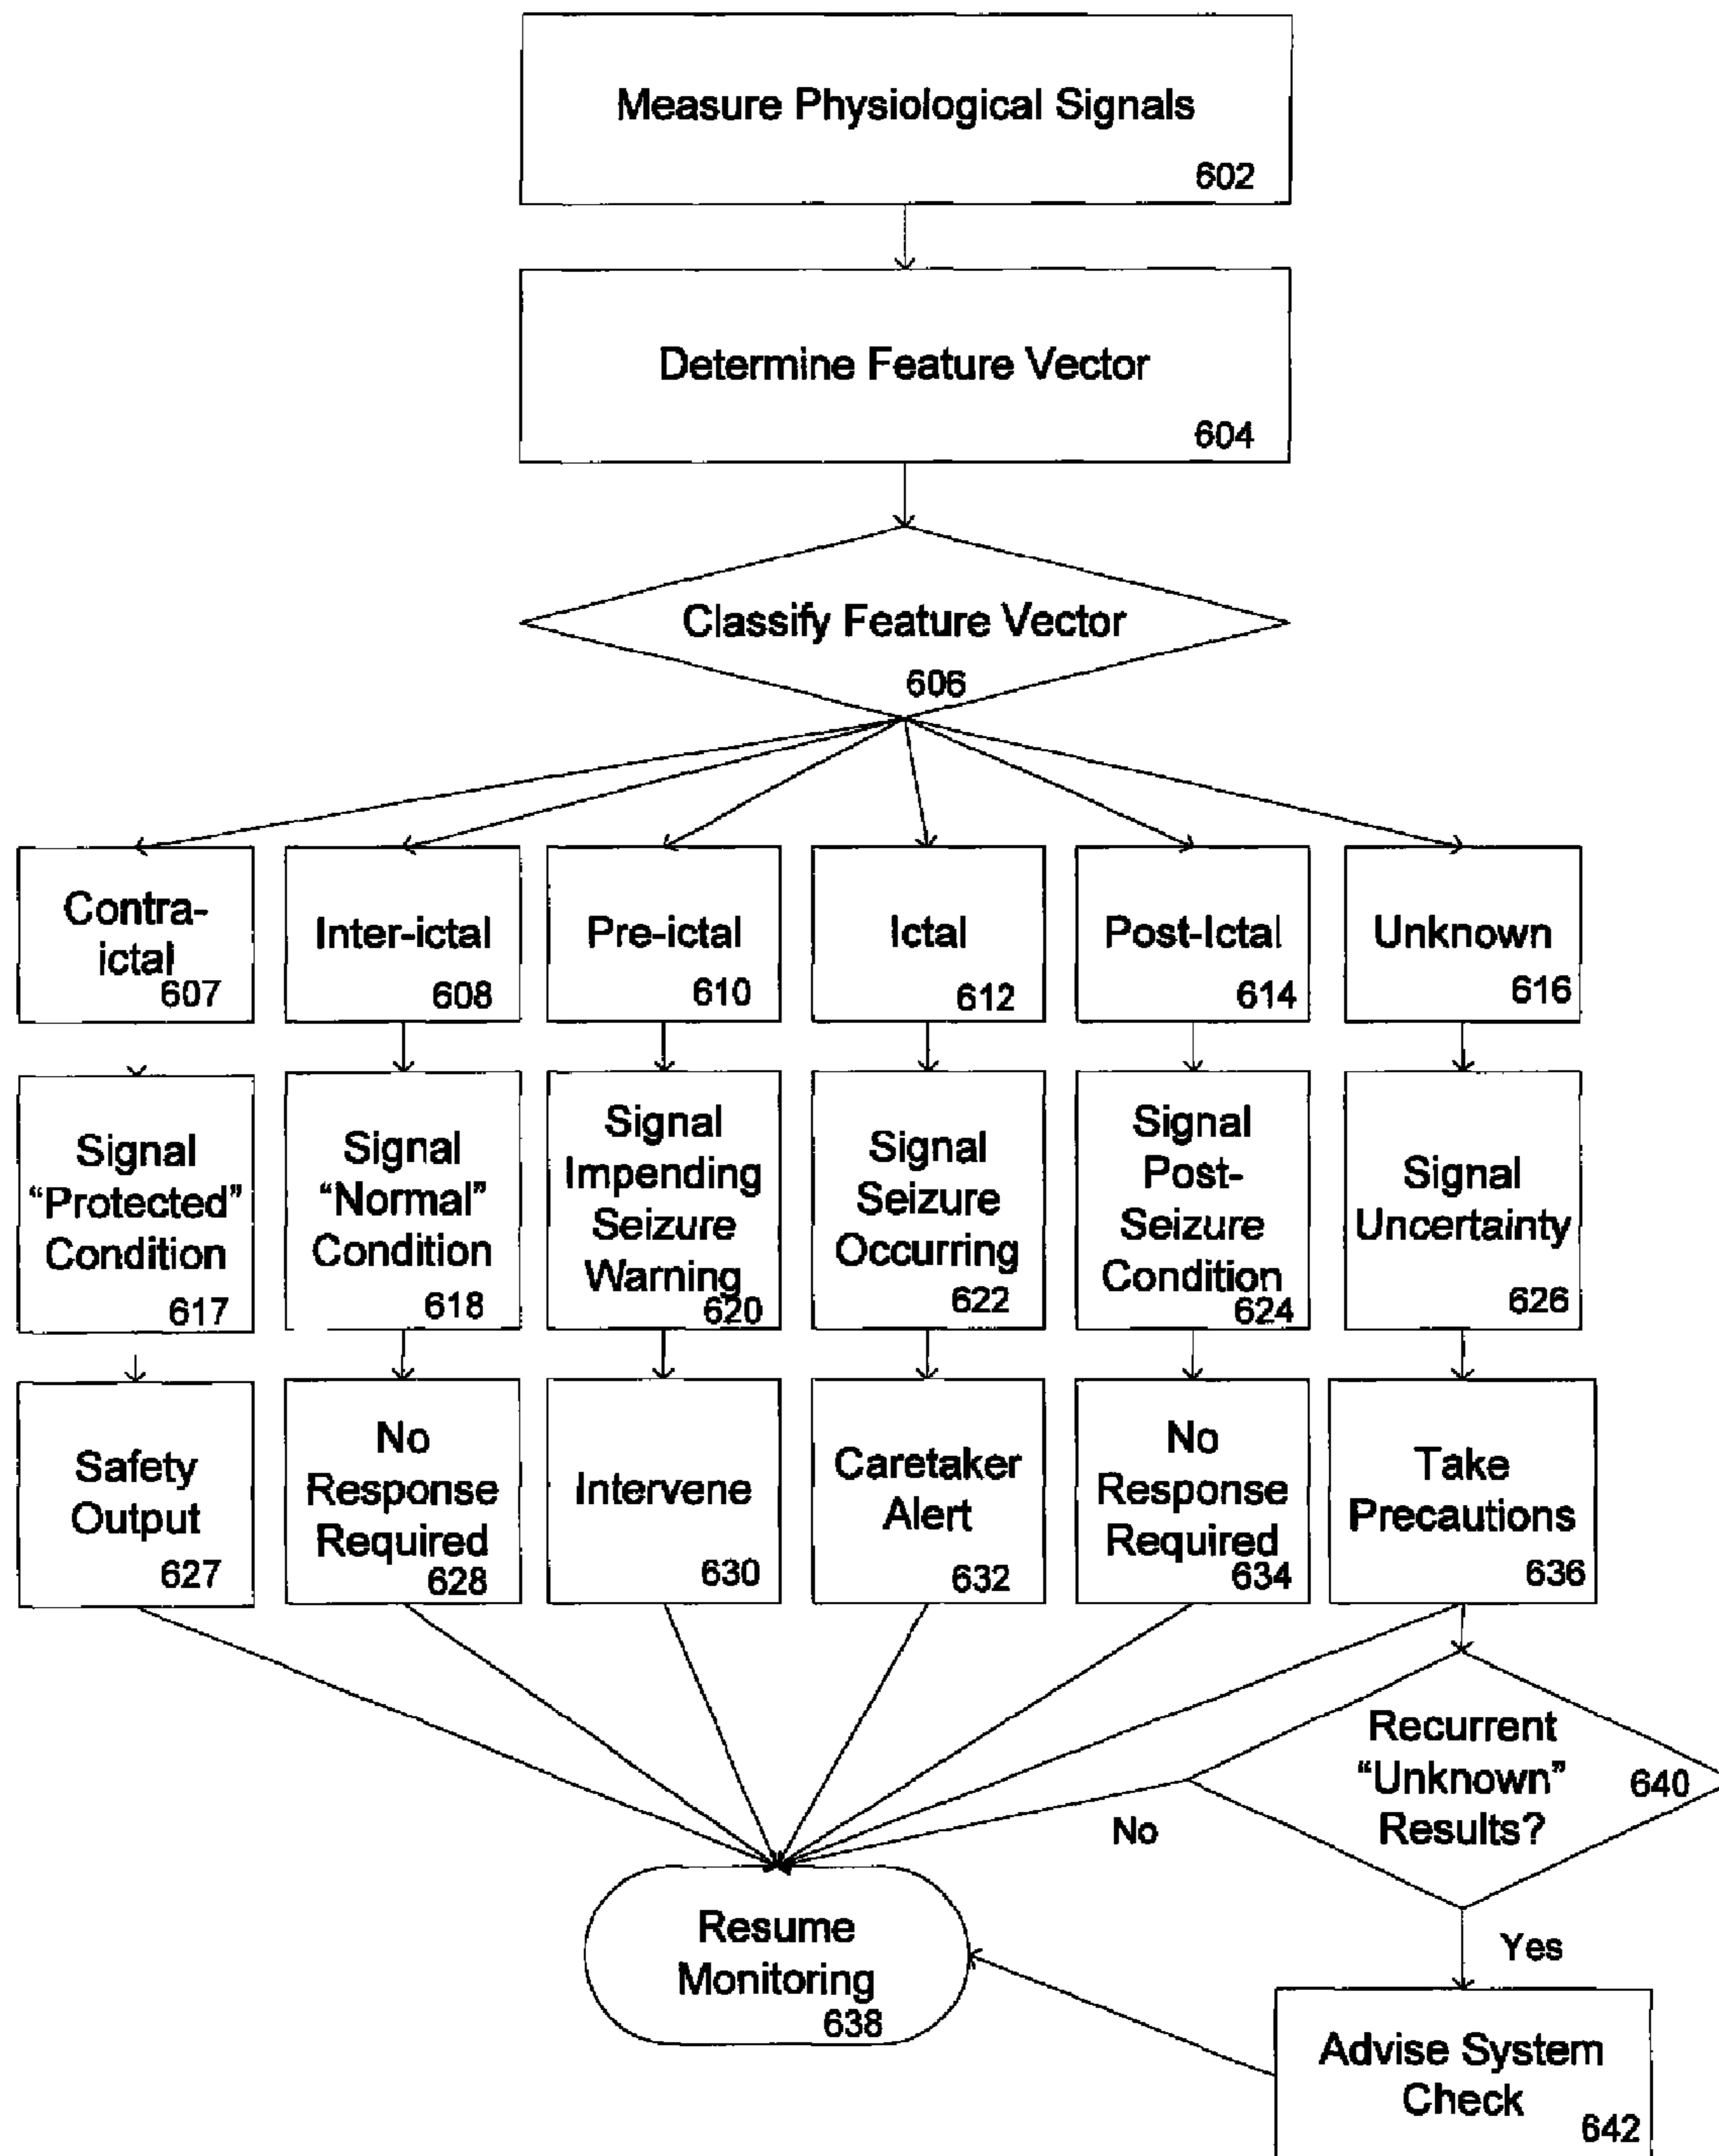 Measure Physiological Signals
602
Determine Feature Vector
604
Classify Feature Vector
606
Contra-
ictal
607
Inter-ictal
608
Pre-ictal
610
Ictal
612
Post-Ictal
614
Unknown
616
Signal
“Protected”
Condition
617
Signal
“Normal”
Condition
618
Signal
Impending
Seizure
Warning
620
Signal
Seizure
Occurring
622
Signal
Post-
Seizure
Condition
624
Signal
Uncertainty
626
Safety
Output
627
No
Response
Required
628
Intervene
630
Caretaker
Alert
632
No
Response
Required
634
Take
Precautions
636
Recurrent
“Unknown”
Results?
640
No
Yes
Resume
Monitoring
638
Advise System
Check
642